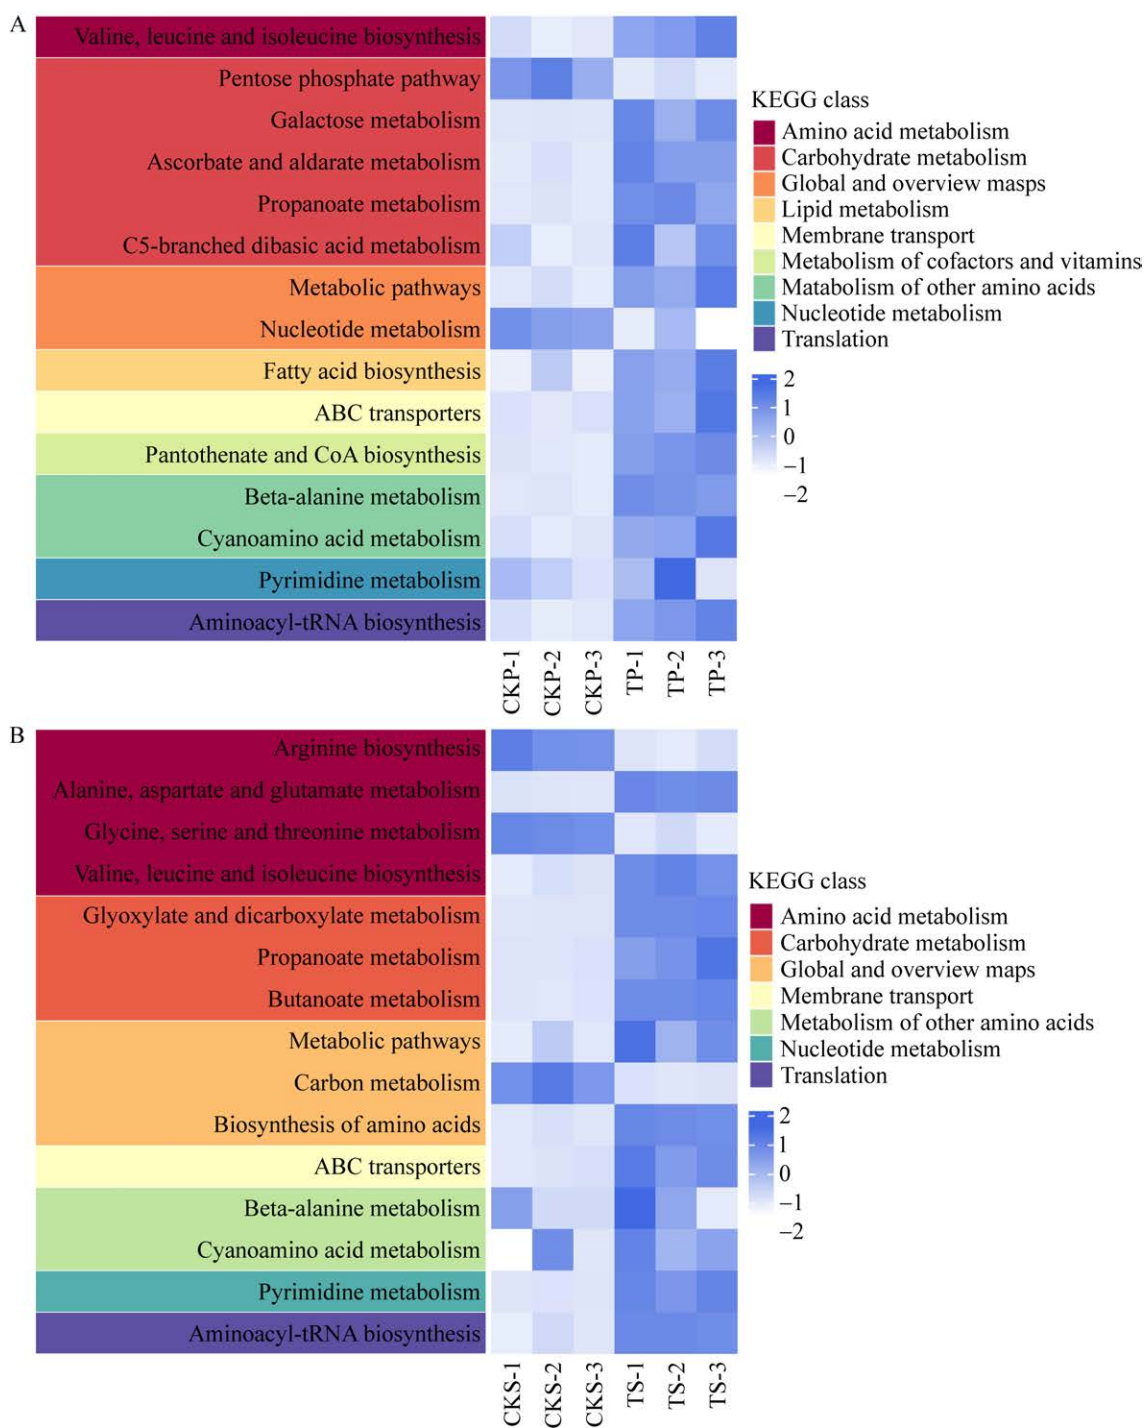 A
Valine, leucine and isoleucine biosynthesis
Pentose phosphate pathway
Galactose metabolism
Ascorbate and aldarate metabolism
Propanoate metabolism
C5-branched dibasic acid metabolism
Metabolic pathways
Nucleotide metabolism
Fatty acid biosynthesis
ABC transporters
Pantothenate and CoA biosynthesis
Beta-alanine metabolism
Cyanoamino acid metabolism
Pyrimidine metabolism
Aminoacyl-tRNA biosynthesis
CKP-1
CKP-2
CKP-3
TP-1
TP-2
TP-3
KEGG class
Amino acid metabolism
Carbohydrate metabolism
Global and overview masps
Lipid metabolism
Membrane transport
Metabolism of cofactors and vitamins
Matabolism of other amino acids
Nucleotide metabolism
Translation
2
1
0
−1
−2
B
Arginine biosynthesis
Alanine, aspartate and glutamate metabolism
Glycine, serine and threonine metabolism
Valine, leucine and isoleucine biosynthesis
Glyoxylate and dicarboxylate metabolism
Propanoate metabolism
Butanoate metabolism
Metabolic pathways
Carbon metabolism
Biosynthesis of amino acids
ABC transporters
Beta-alanine metabolism
Cyanoamino acid metabolism
Pyrimidine metabolism
Aminoacyl-tRNA biosynthesis
CKS-1
CKS-2
CKS-3
TS-1
TS-2
TS-3
KEGG class
Amino acid metabolism
Carbohydrate metabolism
Global and overview maps
Membrane transport
Metabolism of other amino acids
Nucleotide metabolism
Translation
2
1
0
−1
−2